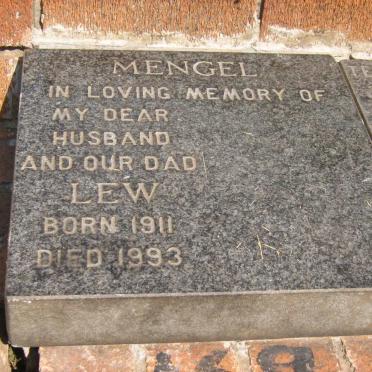 MENGEL
IN LOVING MEMORY OF
MY DEAR
HUSBAND
AND OUR DAD
LEW
BORN 1911
DIED 1993